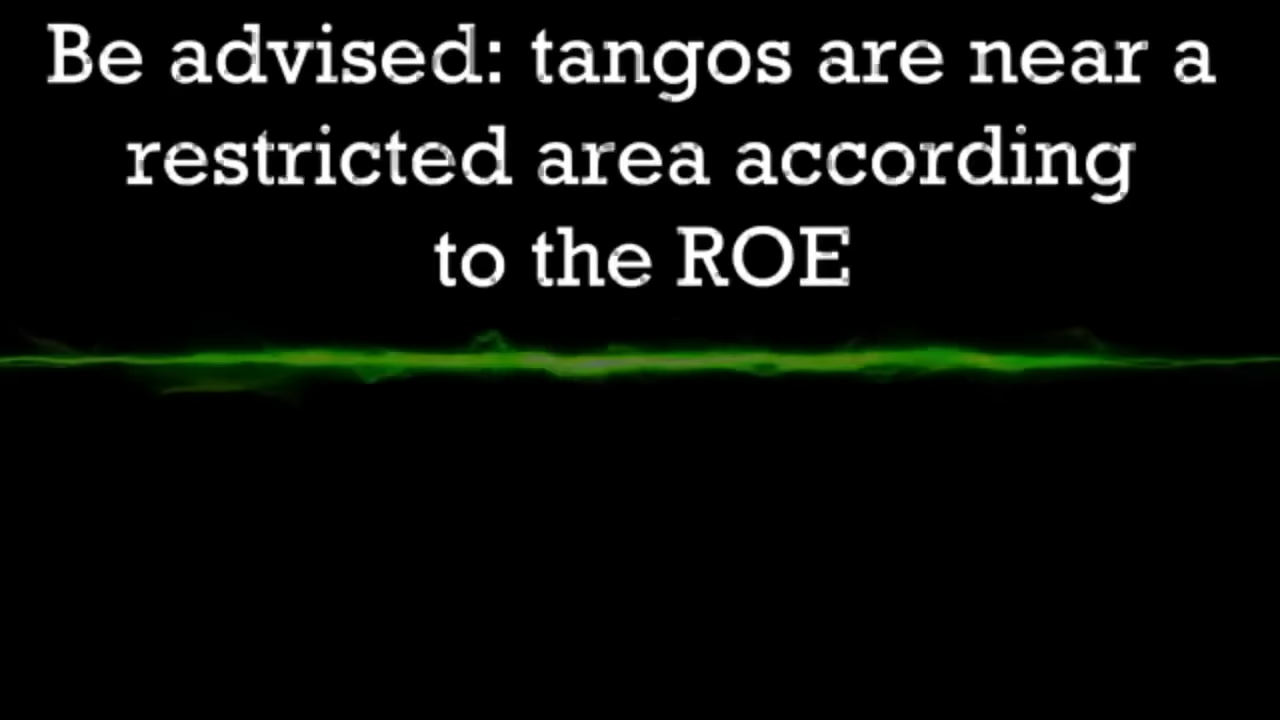 Be advised: tangos are near a
restricted area according
to the ROE